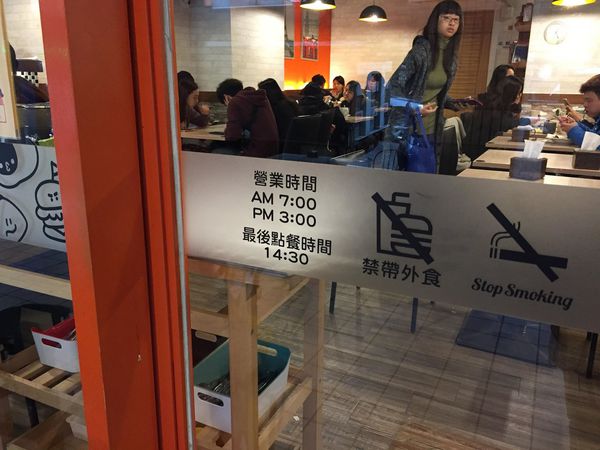 營業時間
AM 7:00
PM 3:00
最後點餐時間
14:30
禁帶外食
Stop Smoking